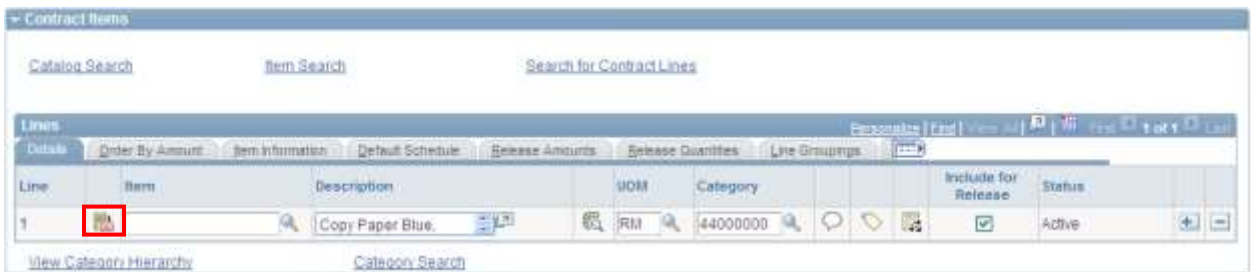 Contract Items
Catalog Search Item Search Search for Contract Lines
Lines Personalize | Find | View All | | First 1 of 1 Last
Details Order By Amount Item Information Default Schedule Release Amounts Release Quantities Line Groupings
Line Item Description UOM Category Include for Release Status
1 Copy Paper Blue, RM 44000000 Active
View Category Hierarchy Category Search